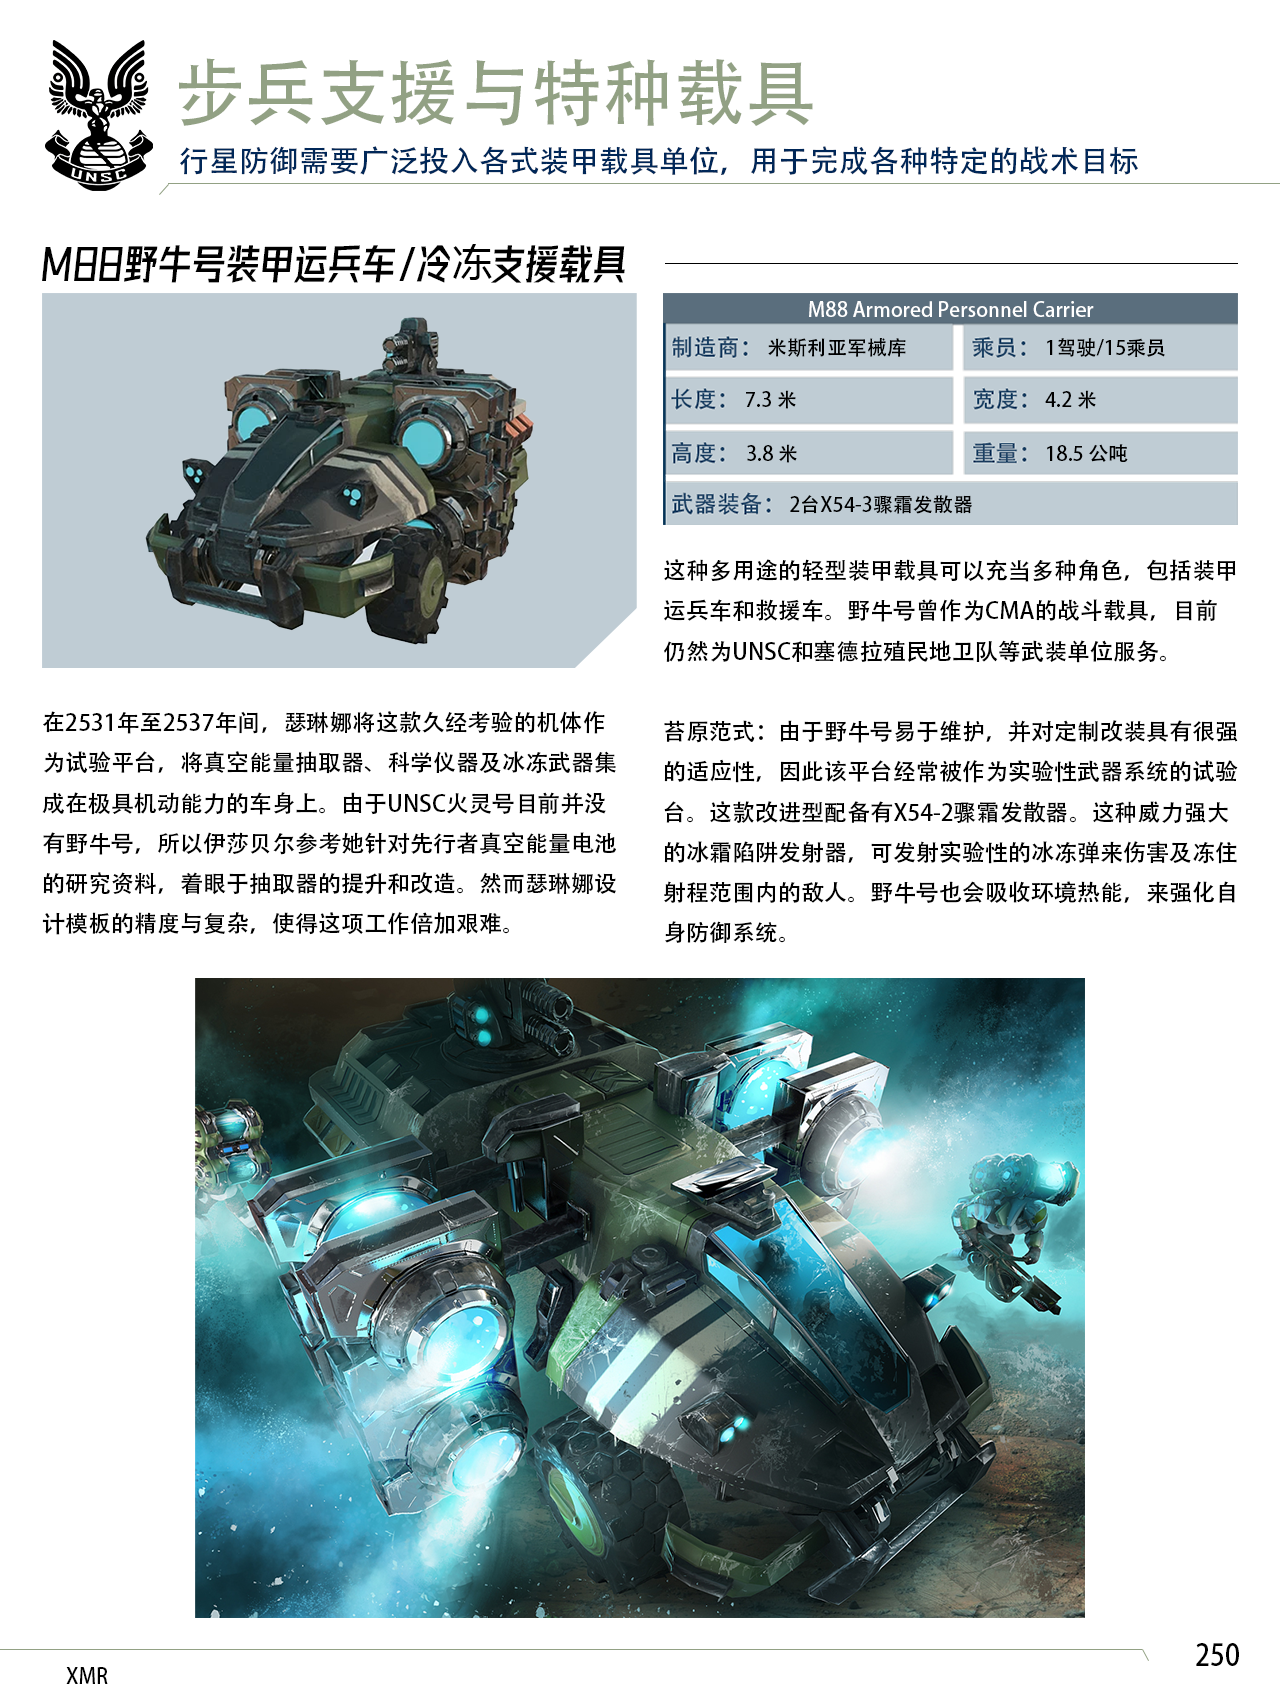 UNSC
步兵支援与特种载具
行星防御需要广泛投入各式装甲载具单位，用于完成各种特定的战术目标
M88野牛号装甲运兵车/冷冻支援载具
M88 Armored Personnel Carrier
制造商： 米斯利亚军械库
乘员： 1驾驶/15乘员
长度： 7.3 米
宽度： 4.2 米
高度： 3.8 米
重量： 18.5 公吨
武器装备： 2台X54-3骤霜发散器
这种多用途的轻型装甲载具可以充当多种角色，包括装甲
运兵车和救援车。野牛号曾作为CMA的战斗载具，目前
仍然为UNSC和塞德拉殖民地卫队等武装单位服务。
在2531年至2537年间，瑟琳娜将这款久经考验的机体作
为试验平台，将真空能量抽取器、科学仪器及冰冻武器集
成在极具机动能力的车身上。由于UNSC火灵号目前并没
有野牛号，所以伊莎贝尔参考她针对先行者真空能量电池
的研究资料，着眼于抽取器的提升和改造。然而瑟琳娜设
计模板的精度与复杂，使得这项工作倍加艰难。
苔原范式：由于野牛号易于维护，并对定制改装具有很强
的适应性，因此该平台经常被作为实验性武器系统的试验
台。这款改进型配备有X54-2骤霜发散器。这种威力强大
的冰霜陷阱发射器，可发射实验性的冰冻弹来伤害及冻住
射程范围内的敌人。野牛号也会吸收环境热能，来强化自
身防御系统。
250
XMR